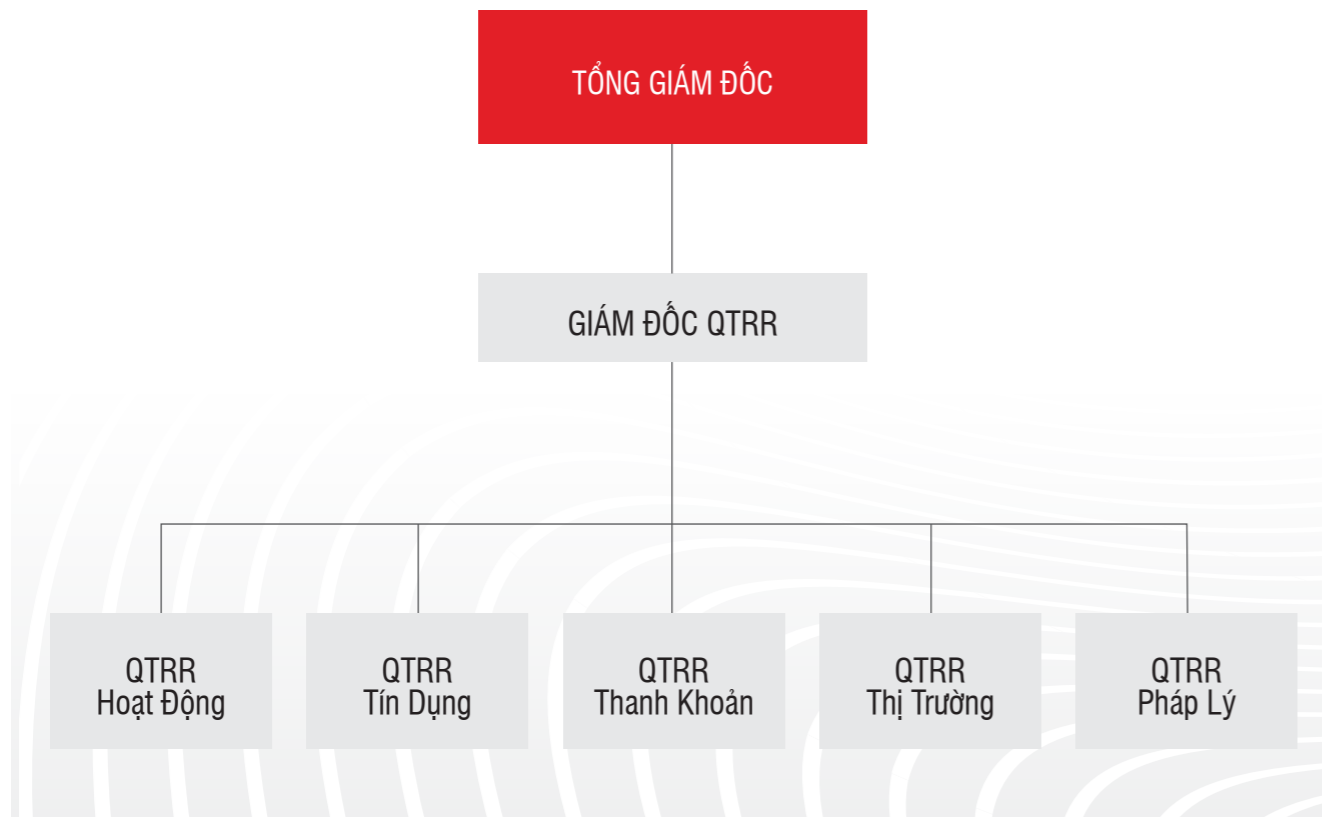 TỔNG GIÁM ĐỐC
GIÁM ĐỐC QTRR
QTRR
Hoạt Động
QTRR
Tín Dụng
QTRR
Thanh Khoản
QTRR
Thị Trường
QTRR
Pháp Lý